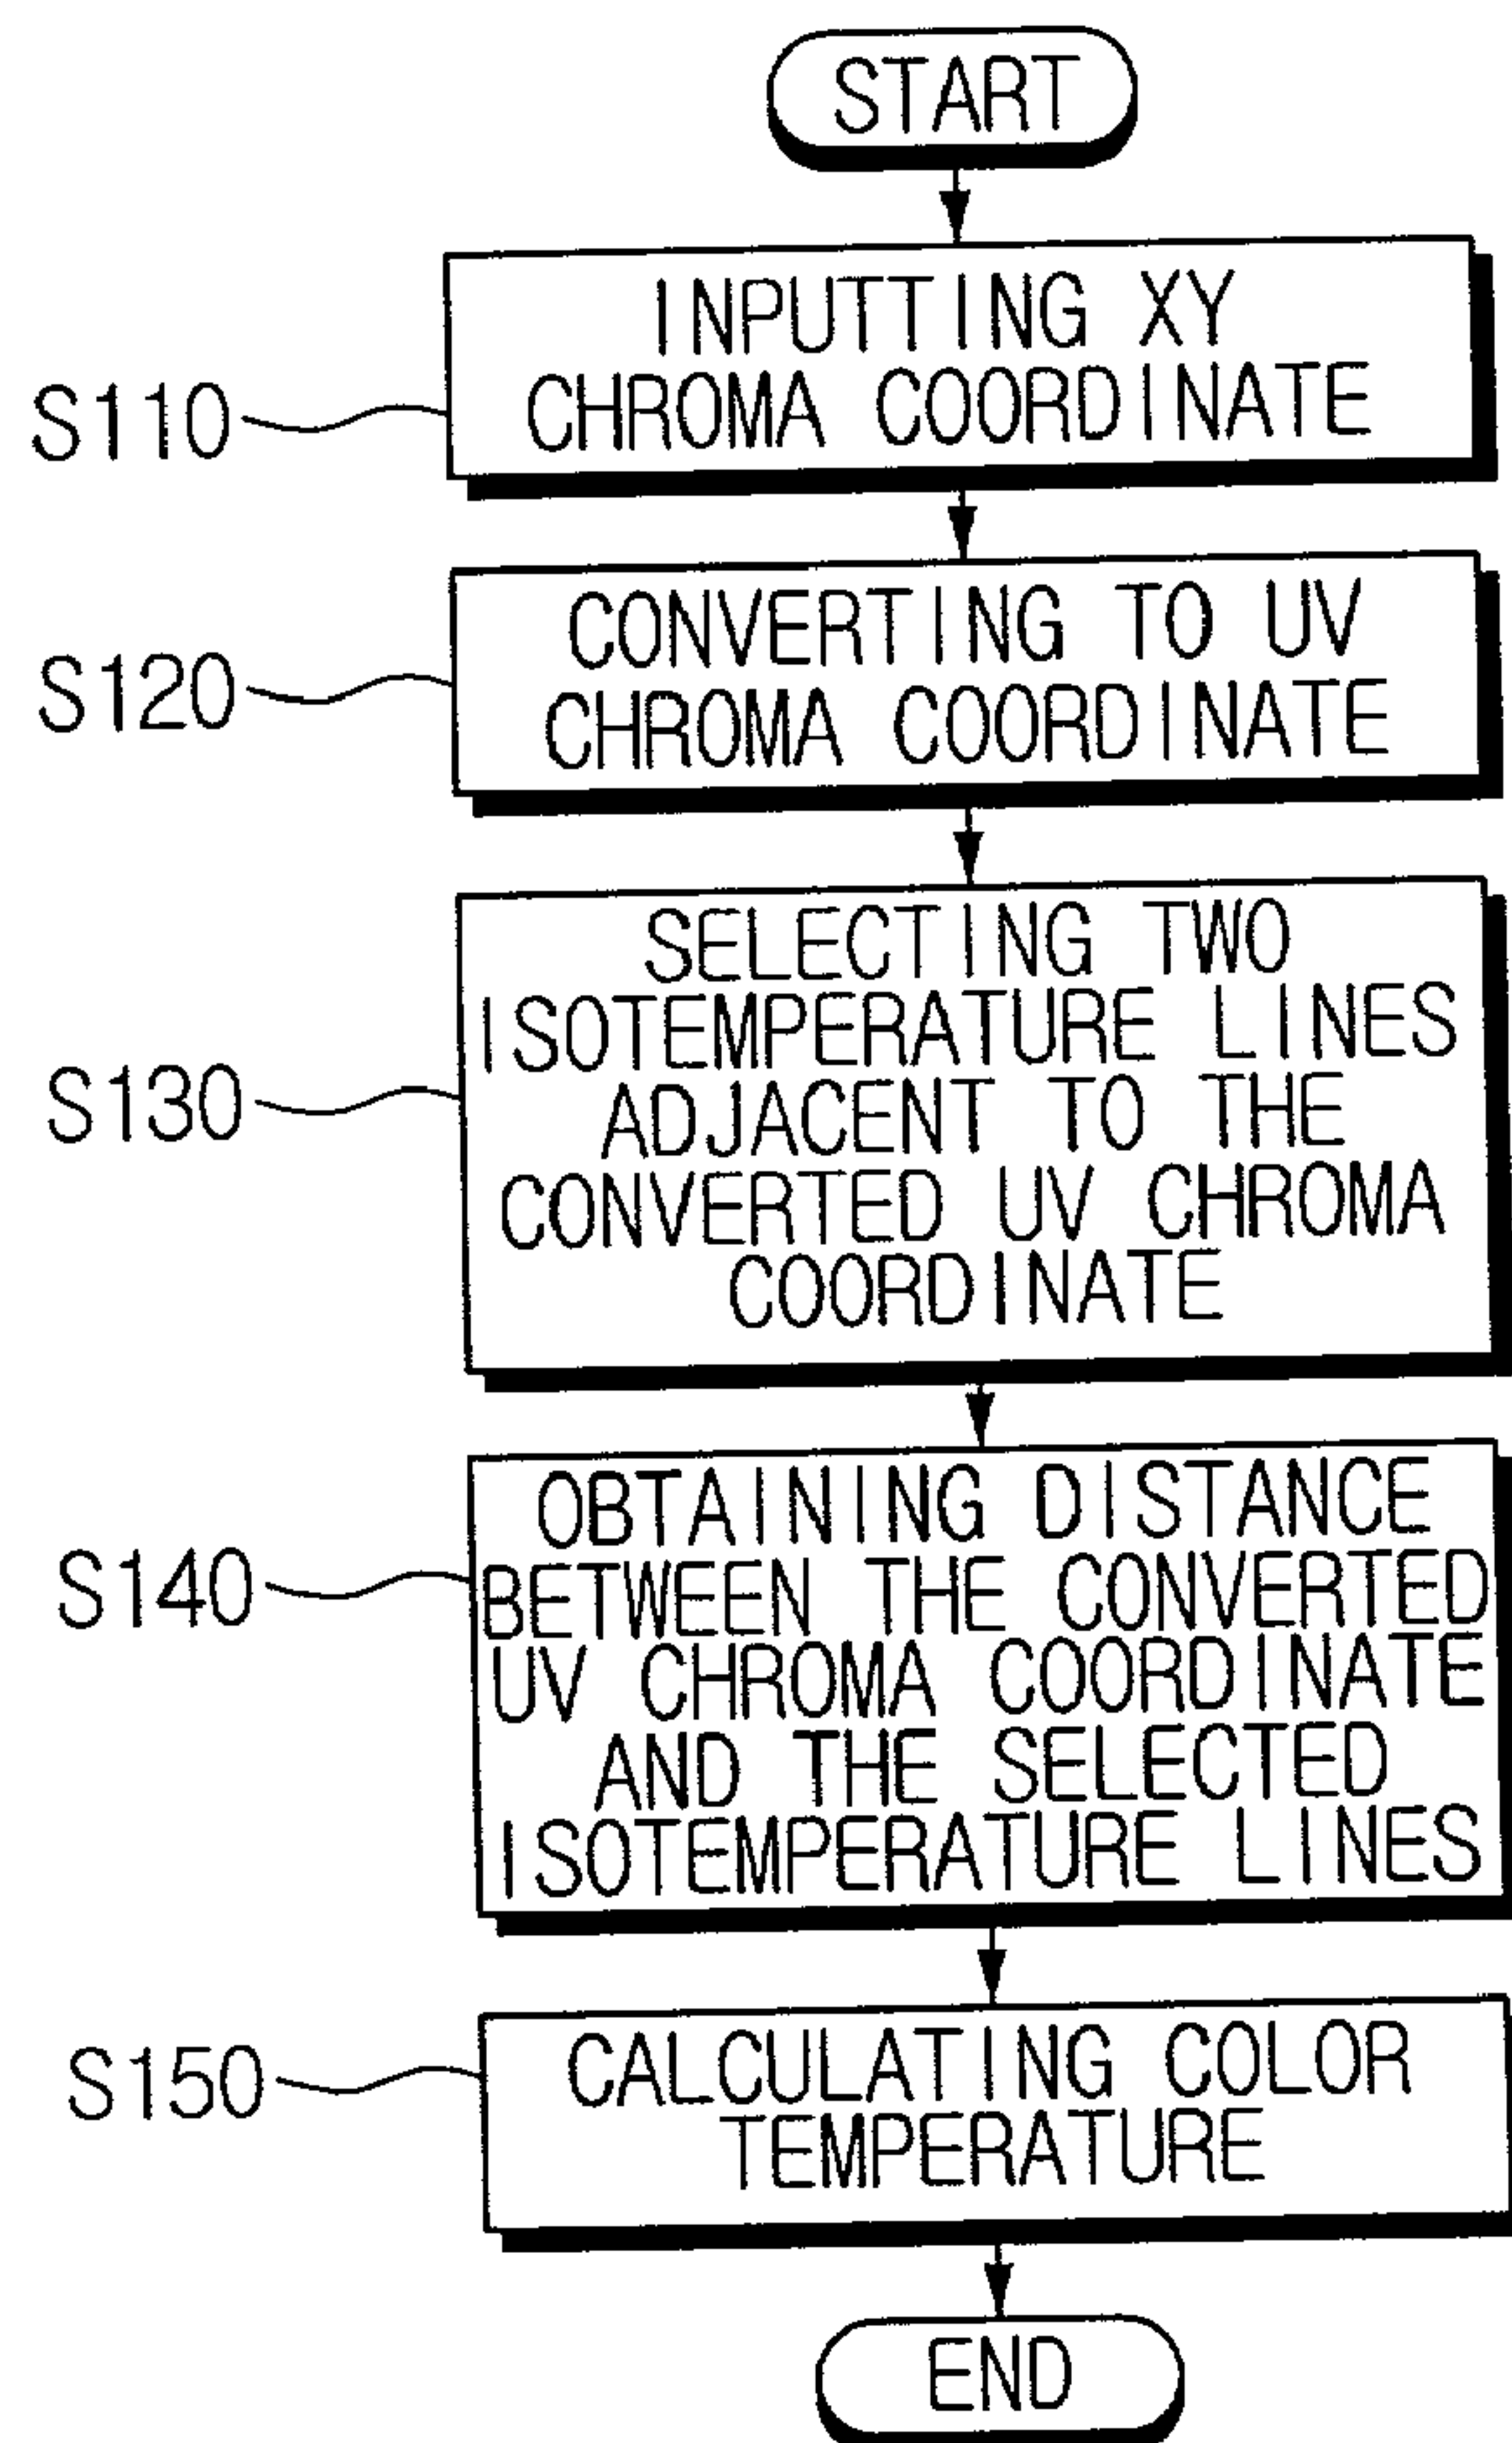 START
INPUTTING XY
CHROMA COORDINATE
S110
CONVERTING TO UV
CHROMA COORDINATE
S120
SELECTING TWO
ISOTEMPERATURE LINES
ADJACENT TO THE
CONVERTED UV CHROMA
COORDINATE
S130
OBTAINING DISTANCE
BETWEEN THE CONVERTED
UV CHROMA COORDINATE
AND THE SELECTED
ISOTEMPERATURE LINES
S140
CALCULATING COLOR
TEMPERATURE
S150
END